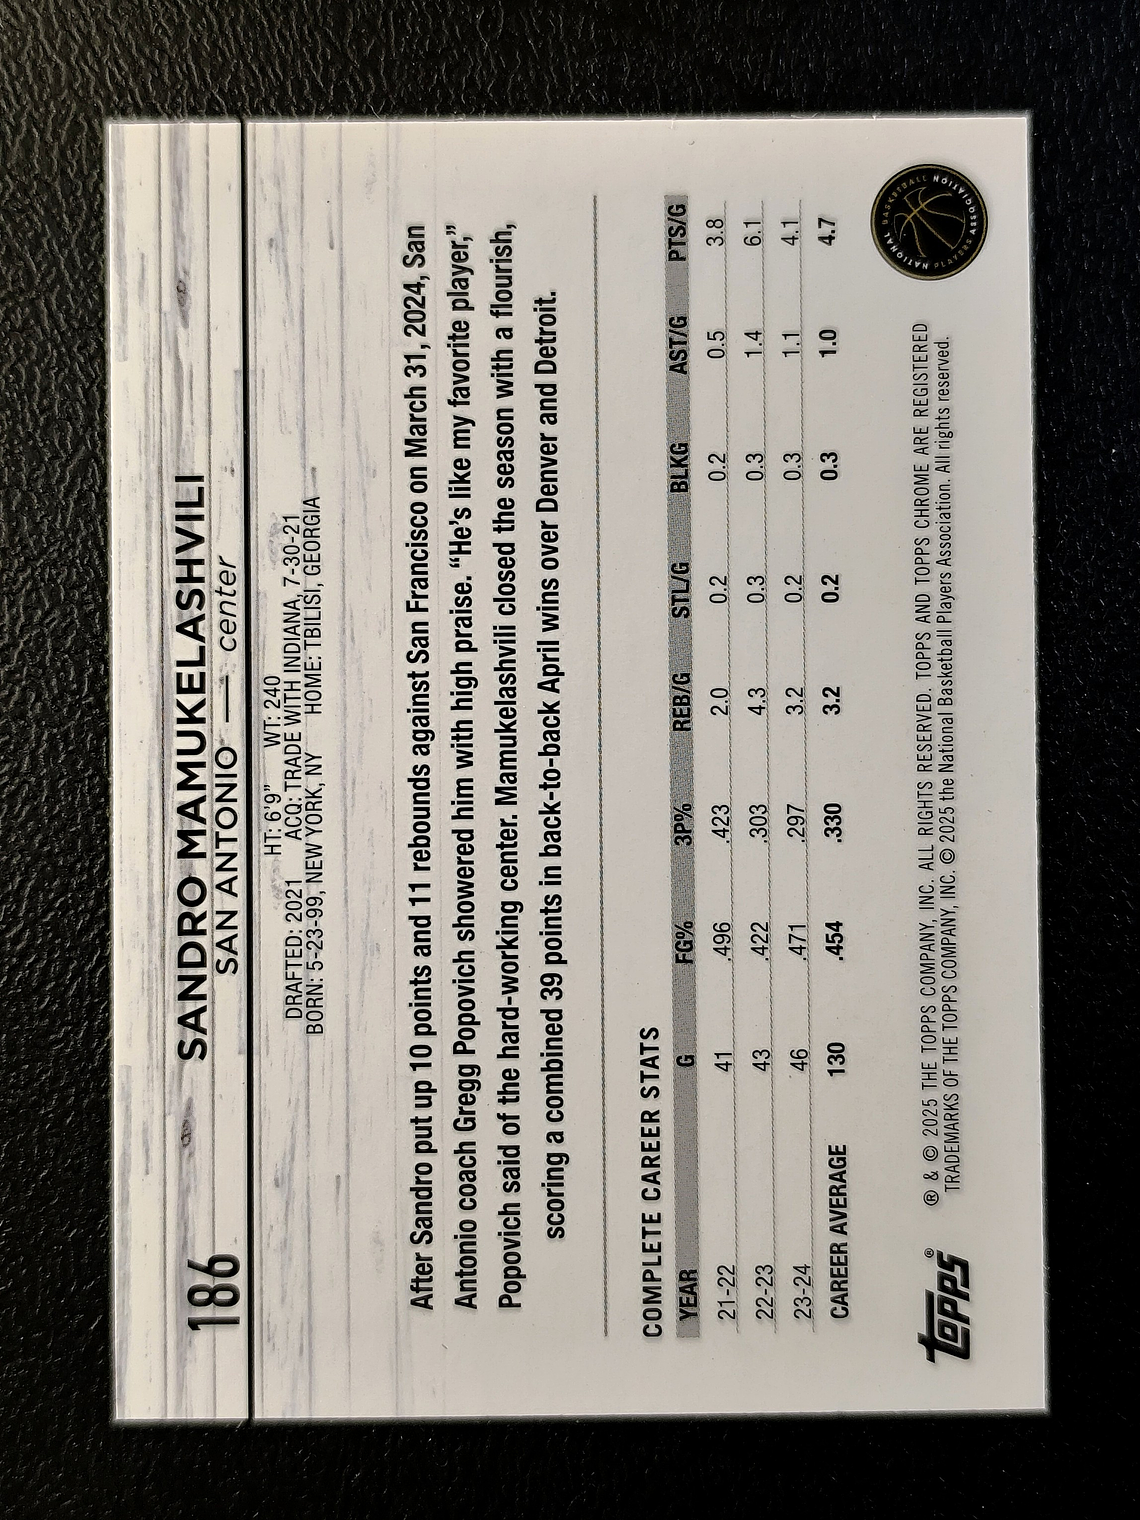 186
SANDRO MAMUKELASHVILI
SAN ANTONIO — center
HT: 6'9" WT: 240
DRAFTED: 2021 ACQ: TRADE WITH INDIANA, 7-30-21
BORN: 5-23-99, NEW YORK, NY HOME: TBILISI, GEORGIA
After Sandro put up 10 points and 11 rebounds against San Francisco on March 31, 2024, San
Antonio coach Gregg Popovich showered him with high praise. “He’s like my favorite player,”
Popovich said of the hard-working center. Mamukelashvili closed the season with a flourish,
scoring a combined 39 points in back-to-back April wins over Denver and Detroit.
COMPLETE CAREER STATS
YEAR G FG% 3P% REB/G STL/G BLKG AST/G PTS/G
21-22 41 .496 .423 2.0 0.2 0.2 0.5 3.8
22-23 43 .422 .303 4.3 0.3 0.3 1.4 6.1
23-24 46 .471 .297 3.2 0.2 0.3 1.1 4.1
CAREER AVERAGE 130 .454 .330 3.2 0.2 0.3 1.0 4.7
TOPPS®
® & © 2025 THE TOPPS COMPANY, INC. ALL RIGHTS RESERVED. TOPPS AND TOPPS CHROME ARE REGISTERED
TRADEMARKS OF THE TOPPS COMPANY, INC. © 2025 the National Basketball Players Association. All rights reserved.
NATIONAL BASKETBALL
PLAYERS ASSOCIATION